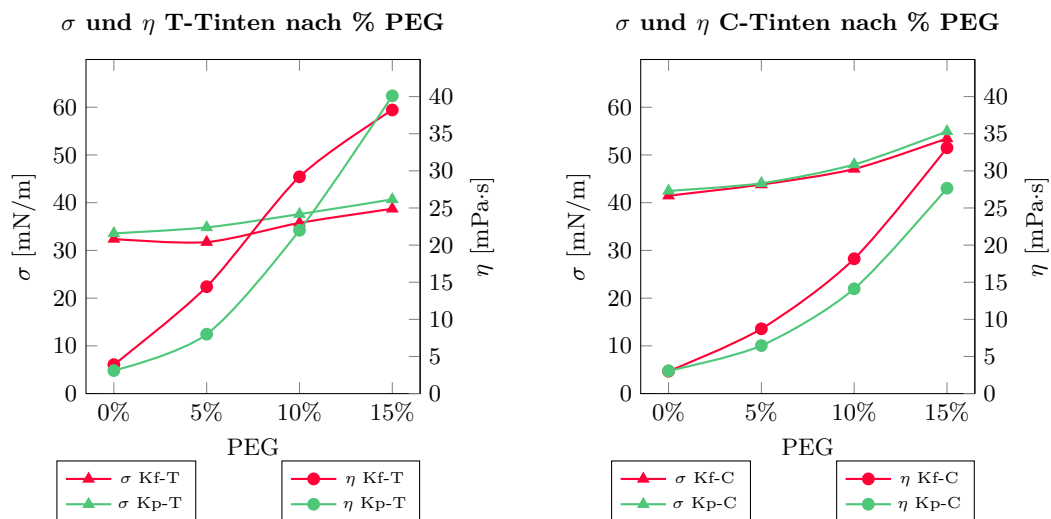 σ und η T-Tinten nach % PEG
σ [mN/m]
60
50
40
30
20
10
0
0% 5% 10% 15%
PEG
40
35
30
25
20
15
10
5
0
η [mPa·s]
σ Kf-T
σ Kp-T
η Kf-T
η Kp-T
σ und η C-Tinten nach % PEG
σ [mN/m]
60
50
40
30
20
10
0
0% 5% 10% 15%
PEG
40
35
30
25
20
15
10
5
0
η [mPa·s]
σ Kf-C
σ Kp-C
η Kf-C
η Kp-C